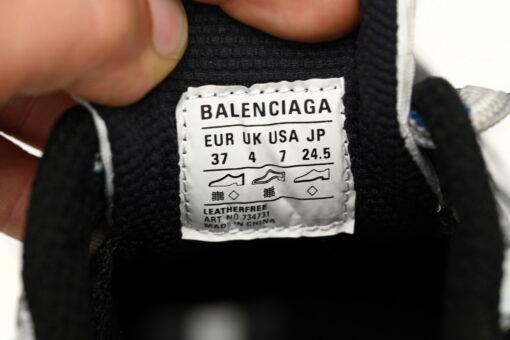 BALENCIAGA
EUR UK USA JP
37 4 7 24.5
LEATHERFREE
ART NO. 734731
MADE IN CHINA